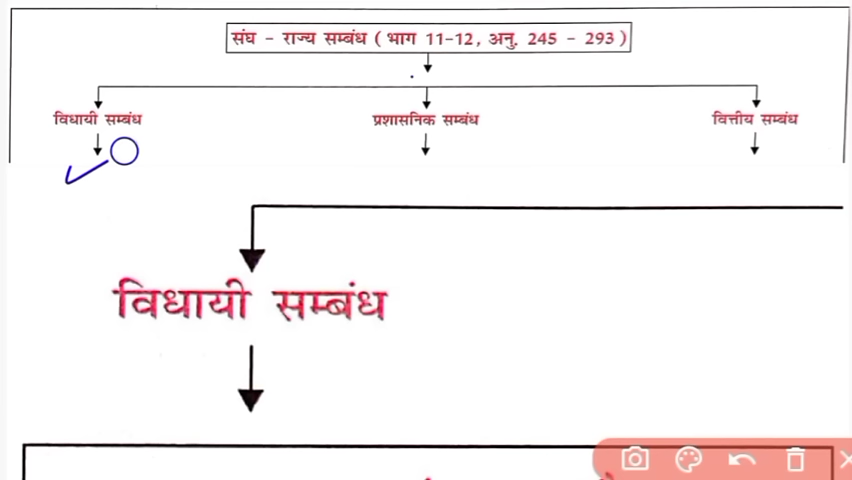 संघ - राज्य सम्बंध ( भाग 11-12, अनु. 245 - 293 )
विधायी सम्बंध प्रशासनिक सम्बंध वित्तीय सम्बंध
विधायी सम्बंध